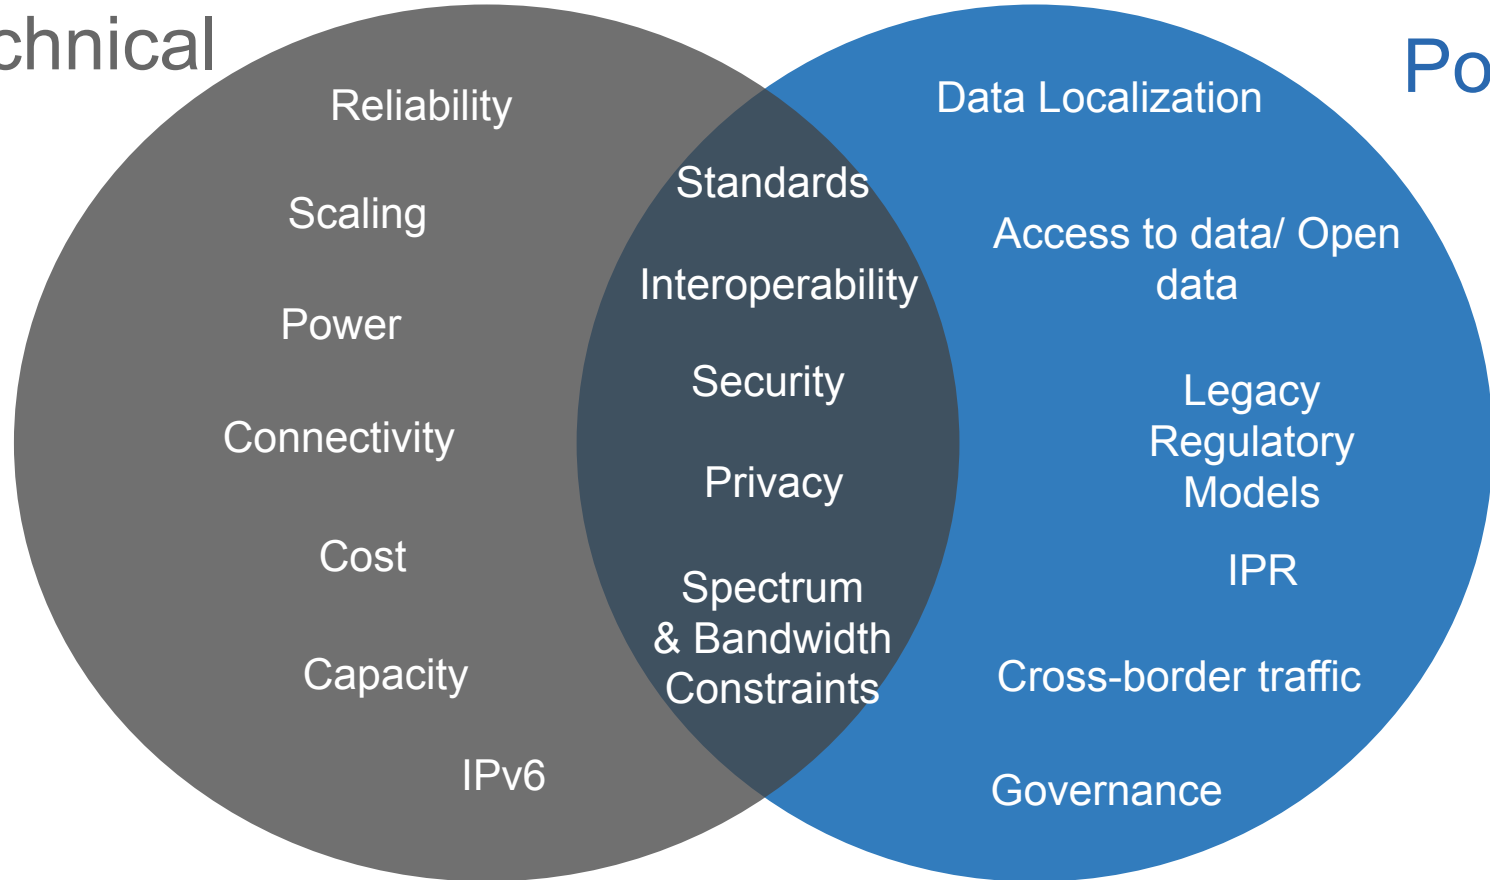 chnical
Reliability
Scaling
Power
Connectivity
Cost
Capacity
IPv6
Standards
Interoperability
Security
Privacy
Spectrum
& Bandwidth
Constraints
Po
Data Localization
Access to data/ Open
data
Legacy
Regulatory
Models
IPR
Cross-border traffic
Governance